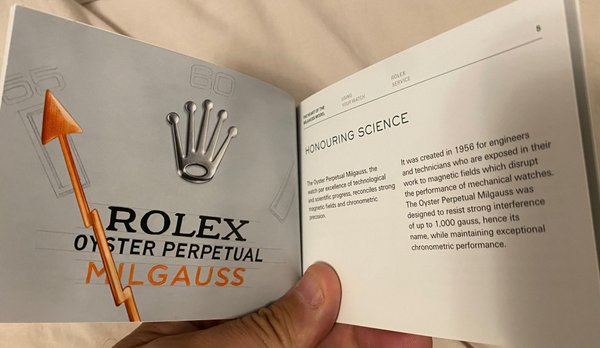 55
60
ROLEX
OYSTER PERPETUAL
MILGAUSS
5
THE HEART OF THE
MILGAUSS MODEL
USING
YOUR WATCH
ROLEX
SERVICE
HONOURING SCIENCE
The Oyster Perpetual Milgauss, the
watch par excellence of technological
and scientific progress, reconciles strong
magnetic fields and chronometric
precision.
It was created in 1956 for engineers
and technicians who are exposed in their
work to magnetic fields which disrupt
the performance of mechanical watches.
The Oyster Perpetual Milgauss was
designed to resist strong interference
of up to 1,000 gauss, hence its
name, while maintaining exceptional
chronometric performance.